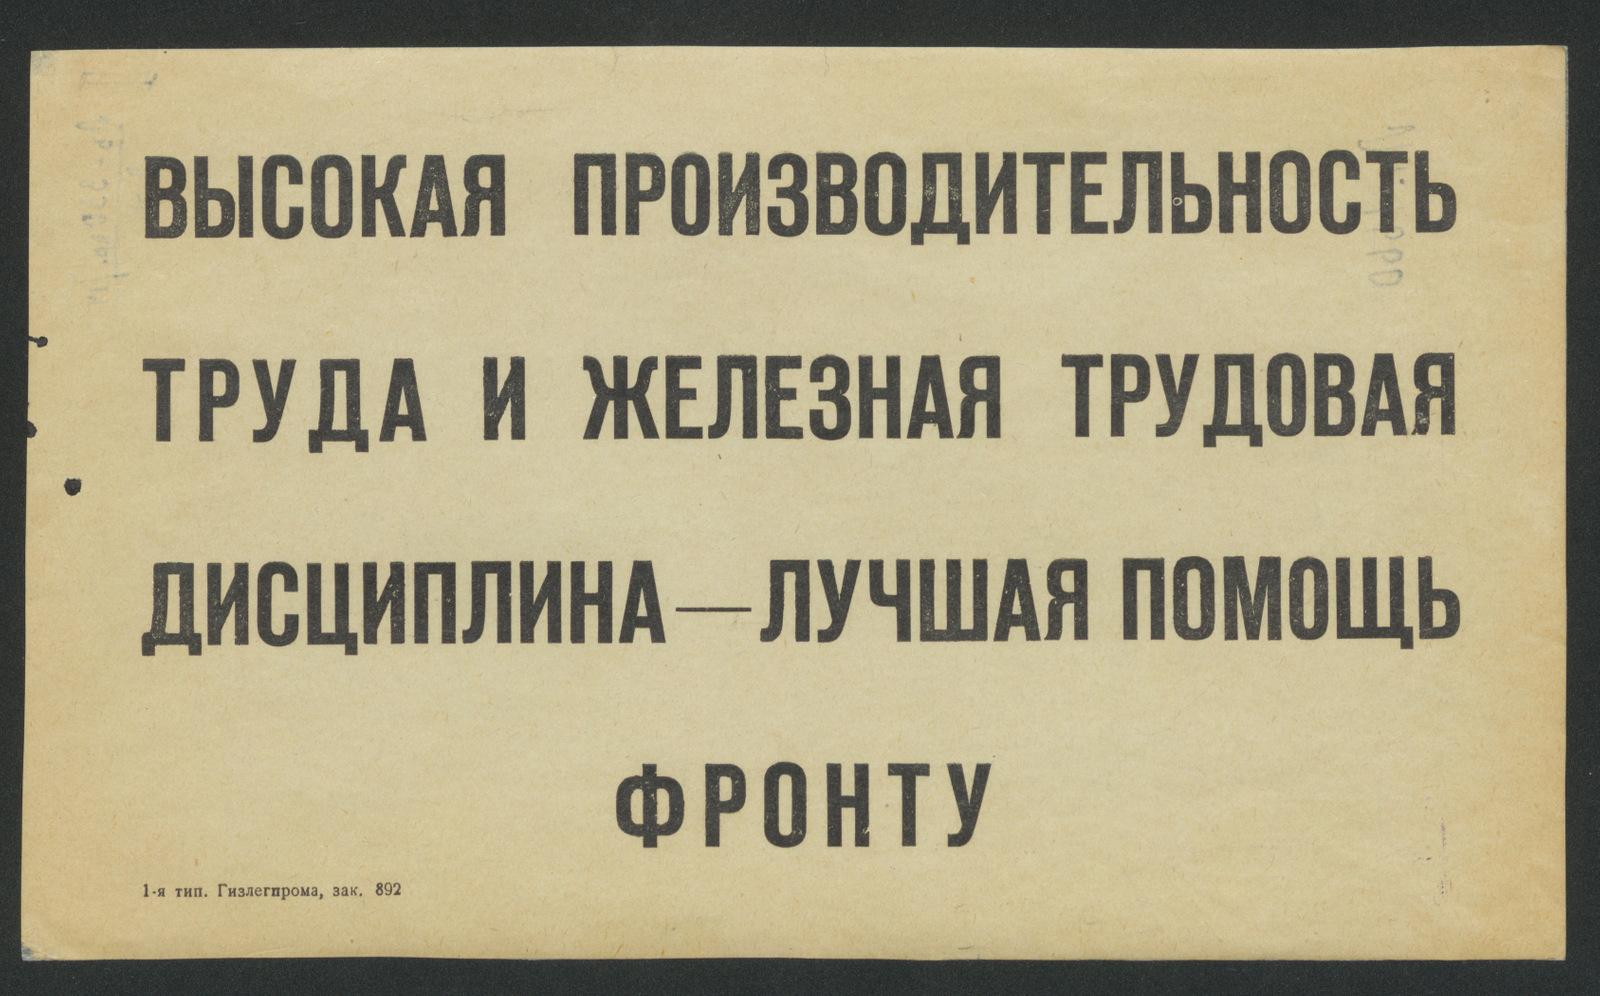 ВЫСОКАЯ ПРОИЗВОДИТЕЛЬНОСТЬ
ТРУДА И ЖЕЛЕЗНАЯ ТРУДОВАЯ
ДИСЦИПЛИНА — ЛУЧШАЯ ПОМОЩЬ
ФРОНТУ
1-я тип. Гизлегпрома, зак. 892